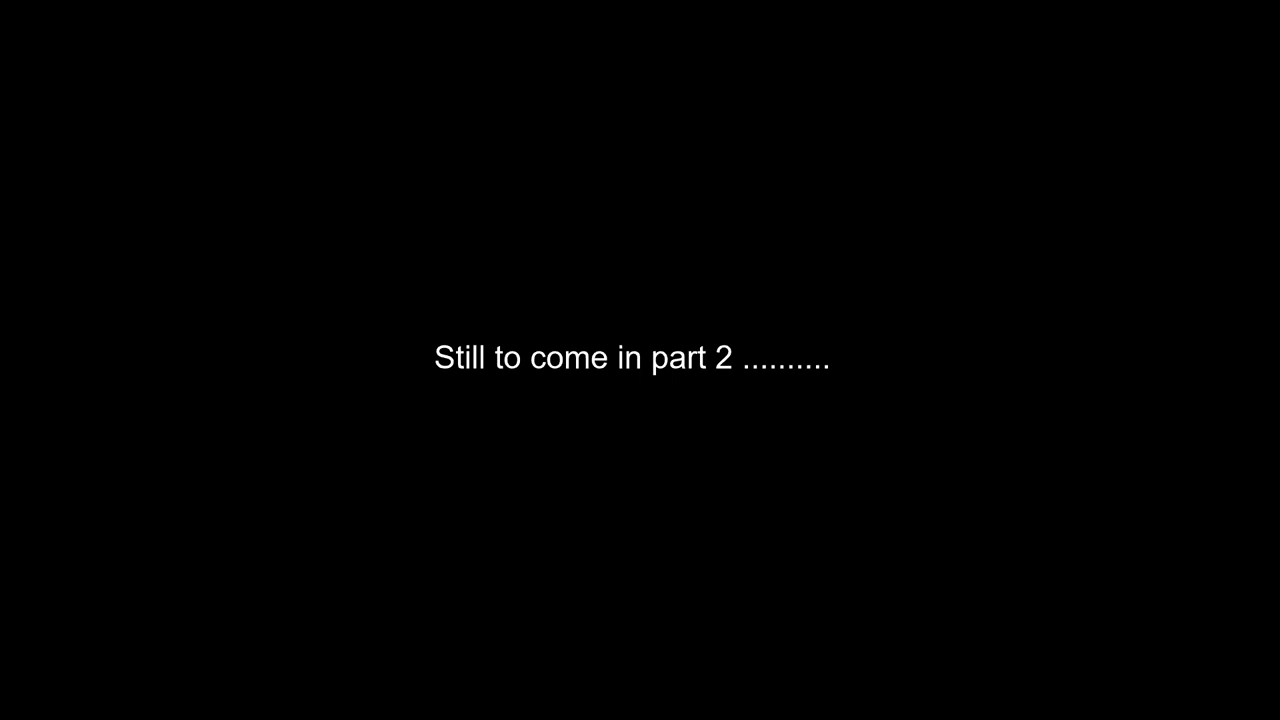 Still to come in part 2 ..........